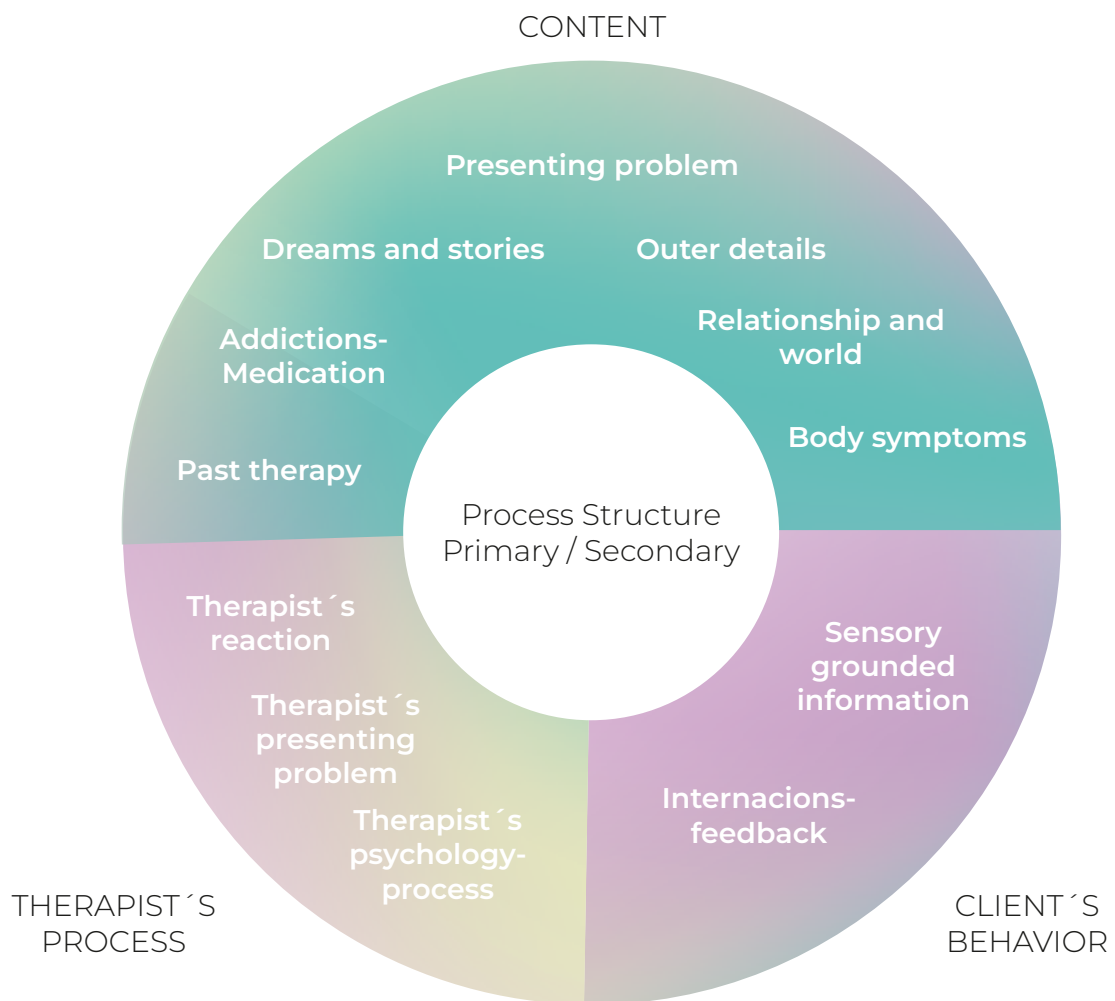 CONTENT
Presenting problem
Dreams and stories
Outer details
Relationship and
world
Addictions-
Medication
Body symptoms
Past therapy
Process Structure
Primary / Secondary
Therapist´s
reaction
Sensory
grounded
information
Therapist´s
presenting
problem
Internacions-
feedback
Therapist´s
psychology-
process
THERAPIST´S
PROCESS
CLIENT´S
BEHAVIOR